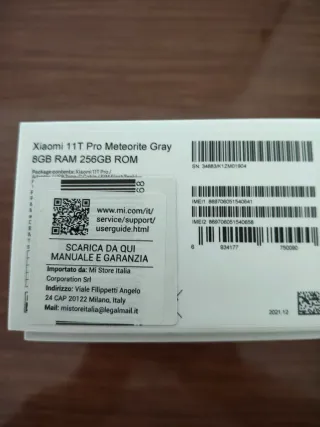 Xiaomi 11T Pro Meteorite Gray
8GB RAM 256GB ROM
Package contents: Xiaomi 11T Pro /
www.mi.com/it/
service/support/
userguide.html
SCARICA DA QUI
MANUALE E GARANZIA
Importato da: Mi Store Italia
Corporation Srl
Indirizzo: Viale Filippetti Angelo
24 CAP 20122 Milano, Italy
Mail: mistoreitalia@legalmail.it
68
SN: 34883/K1ZM01904
IMEI1: 868706051540641
IMEI2: 868706051540658
6 934177 750090
2021.12